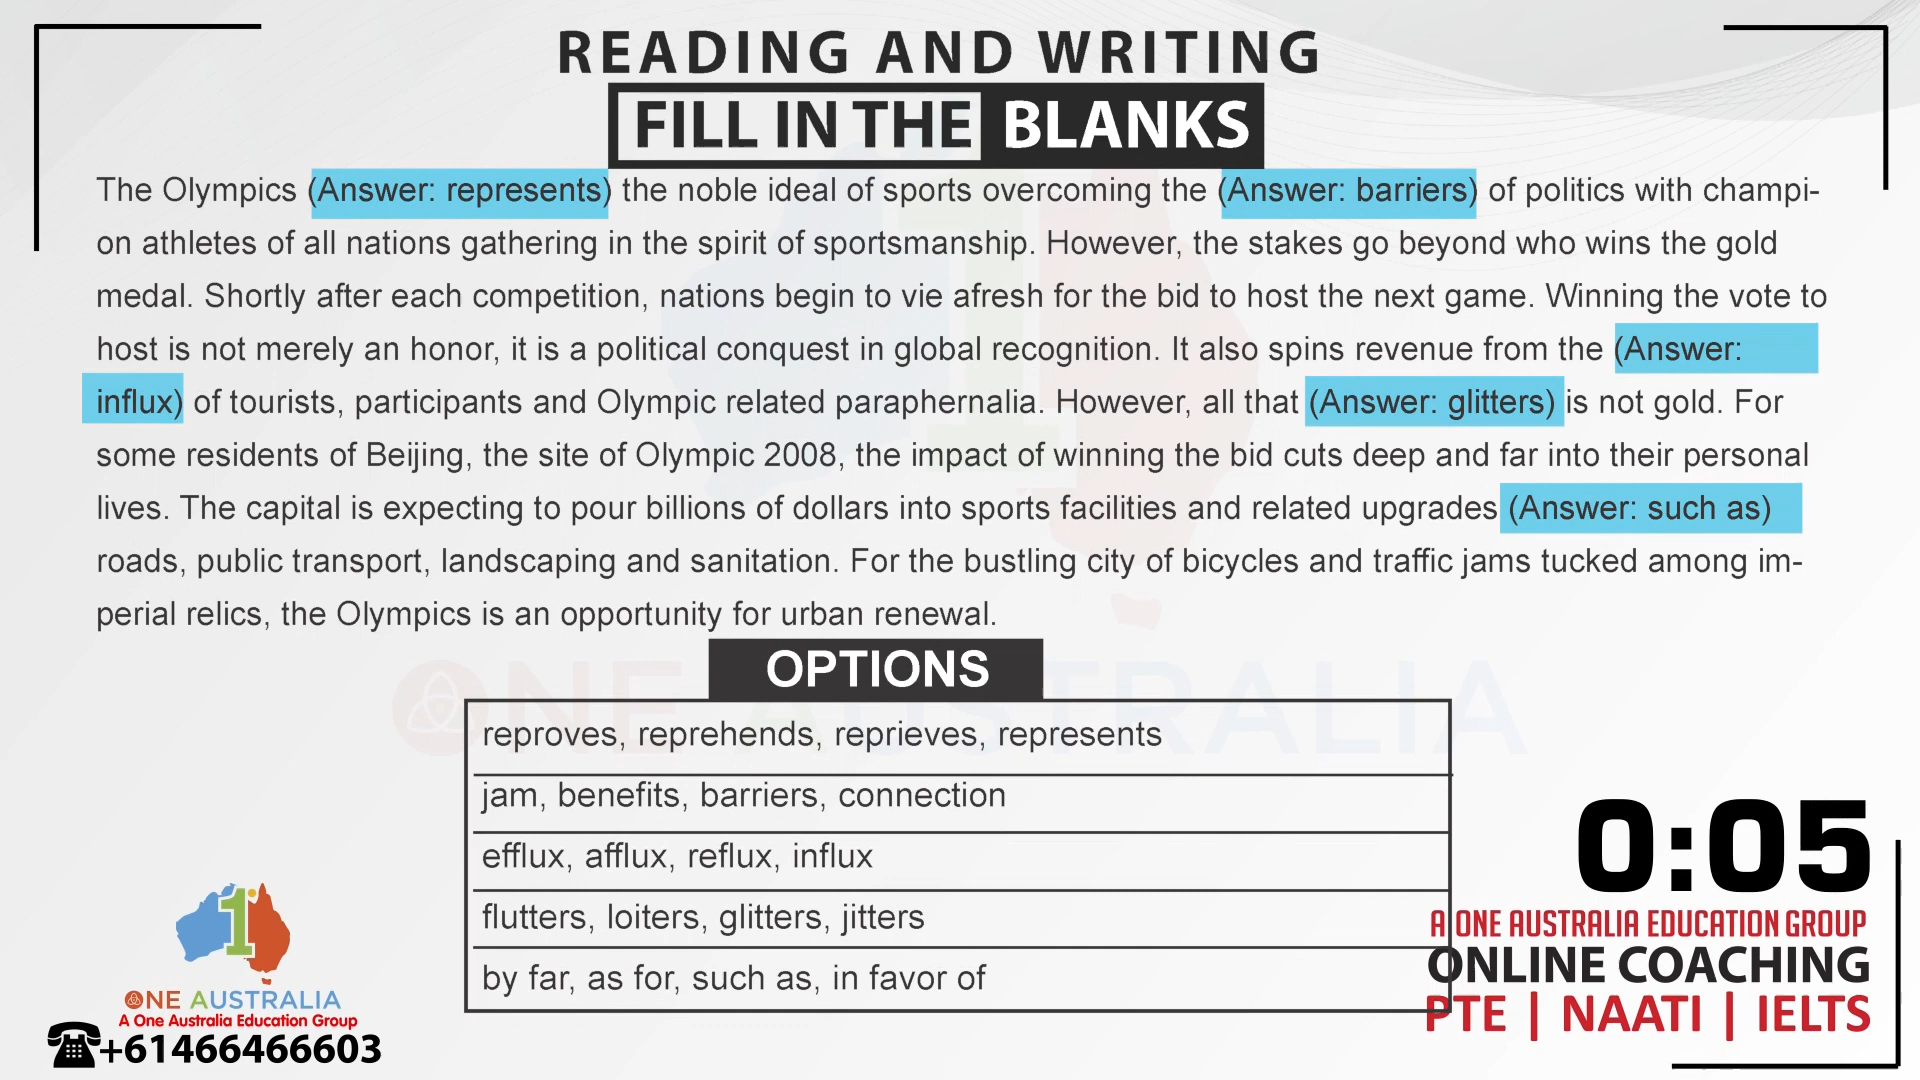 READING AND WRITING
FILL IN THE BLANKS
The Olympics (Answer: represents) the noble ideal of sports overcoming the (Answer: barriers) of politics with champi-
on athletes of all nations gathering in the spirit of sportsmanship. However, the stakes go beyond who wins the gold
medal. Shortly after each competition, nations begin to vie afresh for the bid to host the next game. Winning the vote to
host is not merely an honor, it is a political conquest in global recognition. It also spins revenue from the (Answer:
influx) of tourists, participants and Olympic related paraphernalia. However, all that (Answer: glitters) is not gold. For
some residents of Beijing, the site of Olympic 2008, the impact of winning the bid cuts deep and far into their personal
lives. The capital is expecting to pour billions of dollars into sports facilities and related upgrades (Answer: such as)
roads, public transport, landscaping and sanitation. For the bustling city of bicycles and traffic jams tucked among im-
perial relics, the Olympics is an opportunity for urban renewal.
OPTIONS
ONE AUSTRALIA
reproves, reprehends, reprieves, represents
jam, benefits, barriers, connection
efflux, afflux, reflux, influx
flutters, loiters, glitters, jitters
by far, as for, such as, in favor of
0:05
A ONE AUSTRALIA EDUCATION GROUP
ONLINE COACHING
PTE | NAATI | IELTS
1
ONE AUSTRALIA
A One Australia Education Group
+61466466603